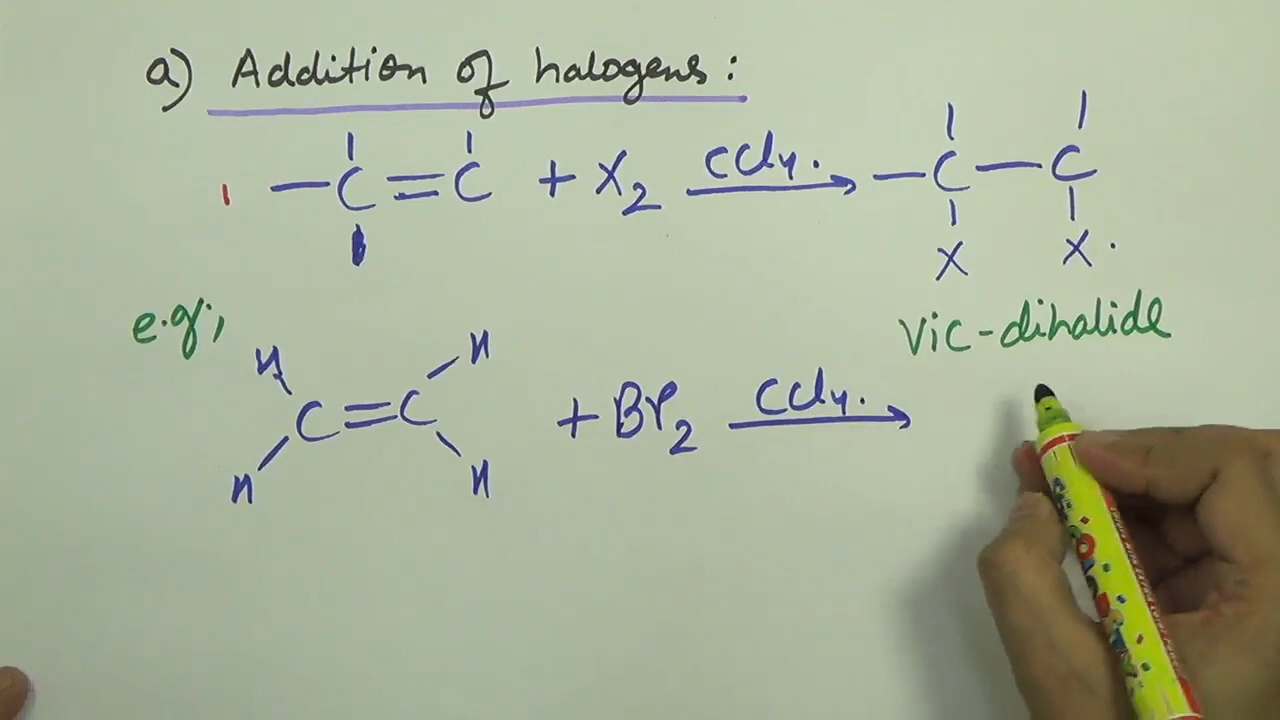 a) Addition of halogens:
C=C + X2 CCl4. C—C
X X.
e.g;
Vic-dihalide
H H
C=C + Br2 CCl4.
H H